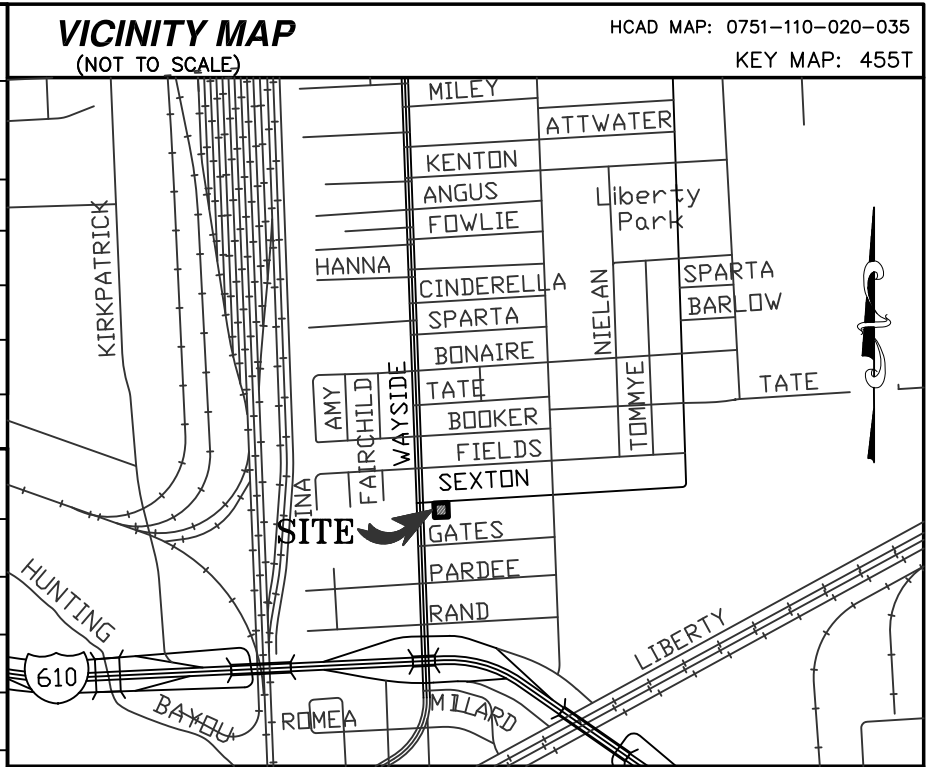 VICINITY MAP
(NOT TO SCALE)
HCAD MAP: 0751-110-020-035
KEY MAP: 455T
MILEY
ATTWATER
KENTON
ANGUS
Liberty
Park
FOWLIE
KIRKPATRICK
HANNA
CINDERELLA
SPARTA
SPARTA
BARLOW
NIELAN
BONAIRE
WAYSIDE
AMY
FAIRCHILD
TATE
TOMMYE
TATE
BOOKER
FIELDS
SEXTON
FAIRCHILD
INA
SITE
GATES
PARDEE
HUNTING
RAND
LIBERTY
610
BAYOU
ROMEA
MILLARD